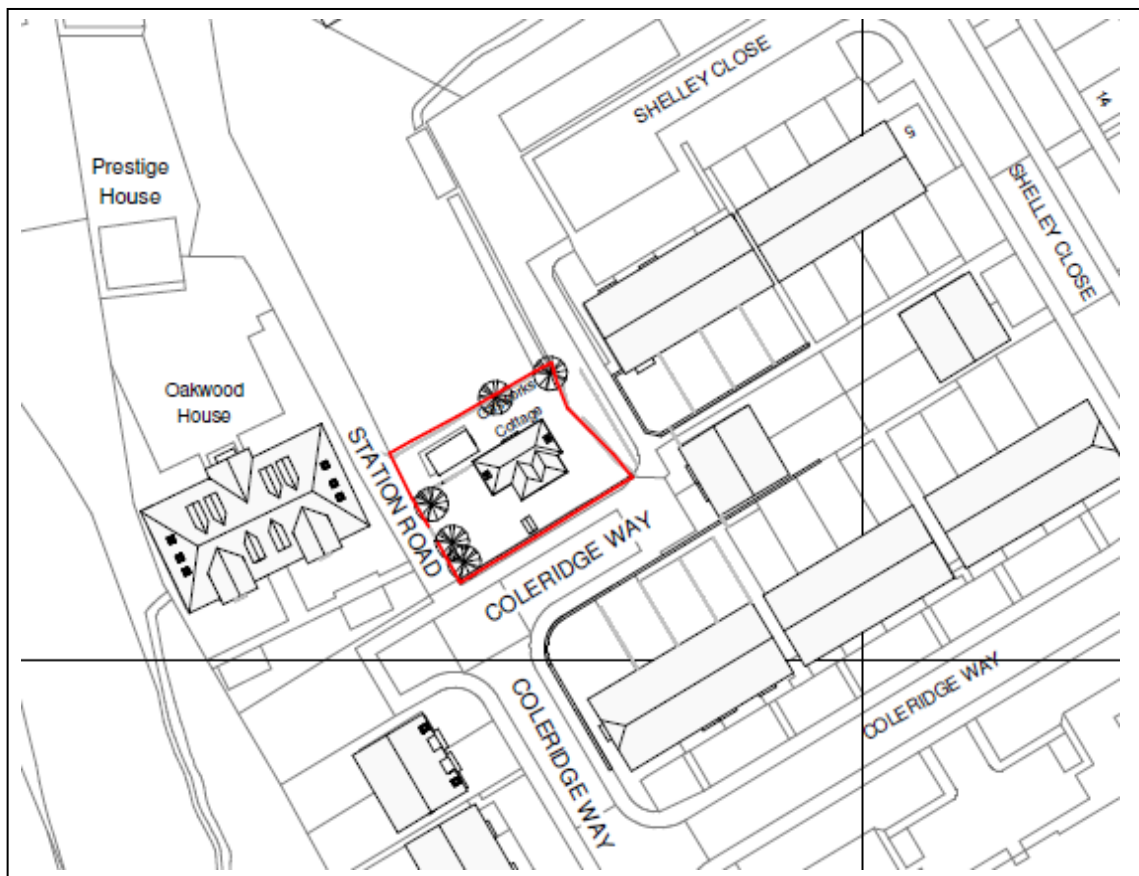 SHELLEY CLOSE
14
5
Prestige
House
SHELLEY CLOSE
Oakwood
House
Cottage
STATION ROAD
COLERIDGE WAY
COLERIDGE WAY
COLERIDGE WAY